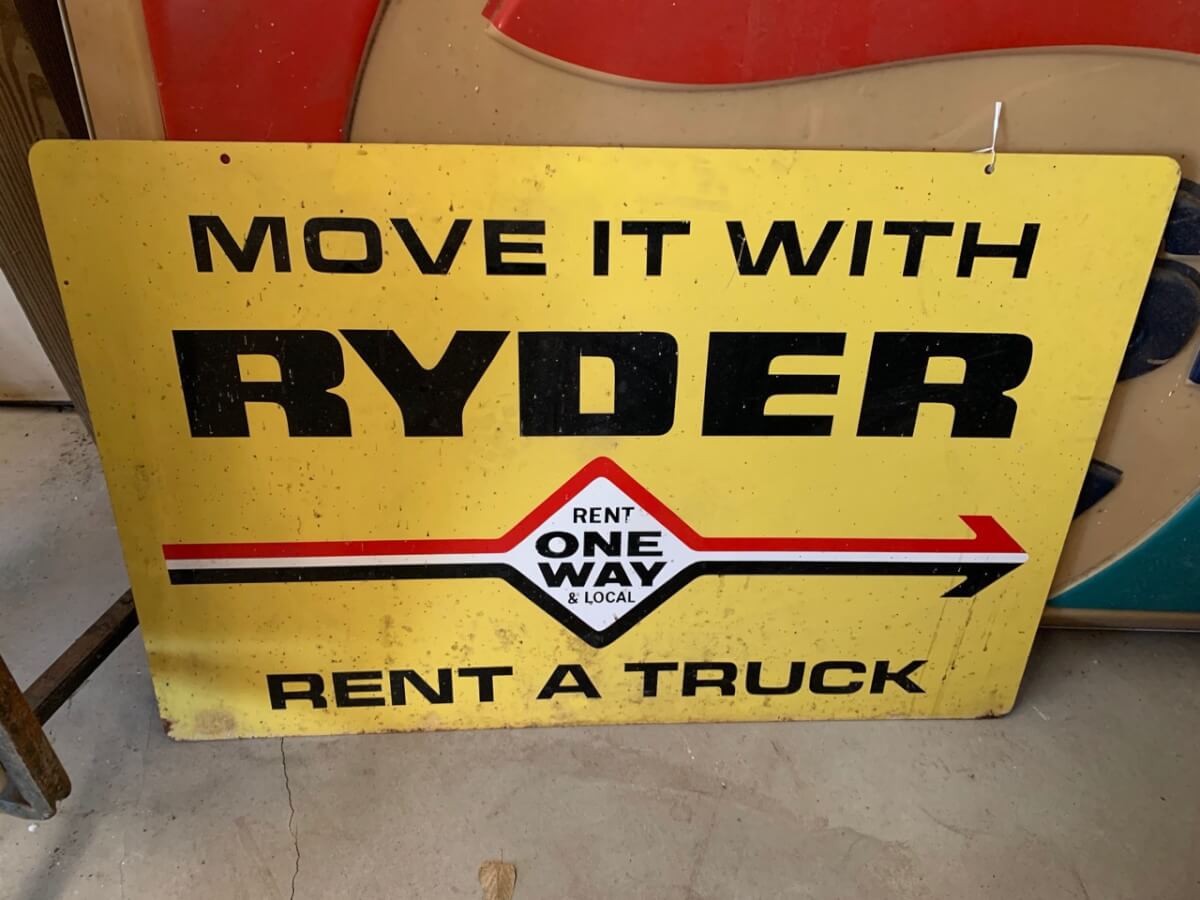 MOVE IT WITH
RYDER
RENT
ONE
WAY
& LOCAL
RENT A TRUCK